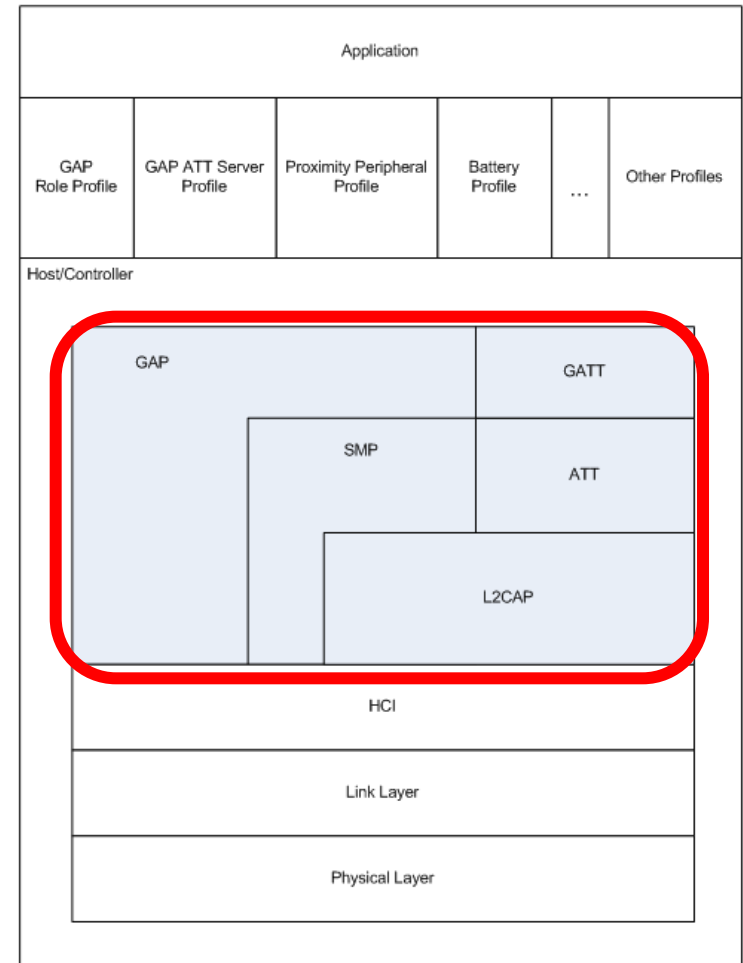 Application
GAP
Role Profile
GAP ATT Server
Profile
Proximity Peripheral
Profile
Battery
Profile
...
Other Profiles
Host/Controller
GAP
GATT
SMP
ATT
L2CAP
HCI
Link Layer
Physical Layer